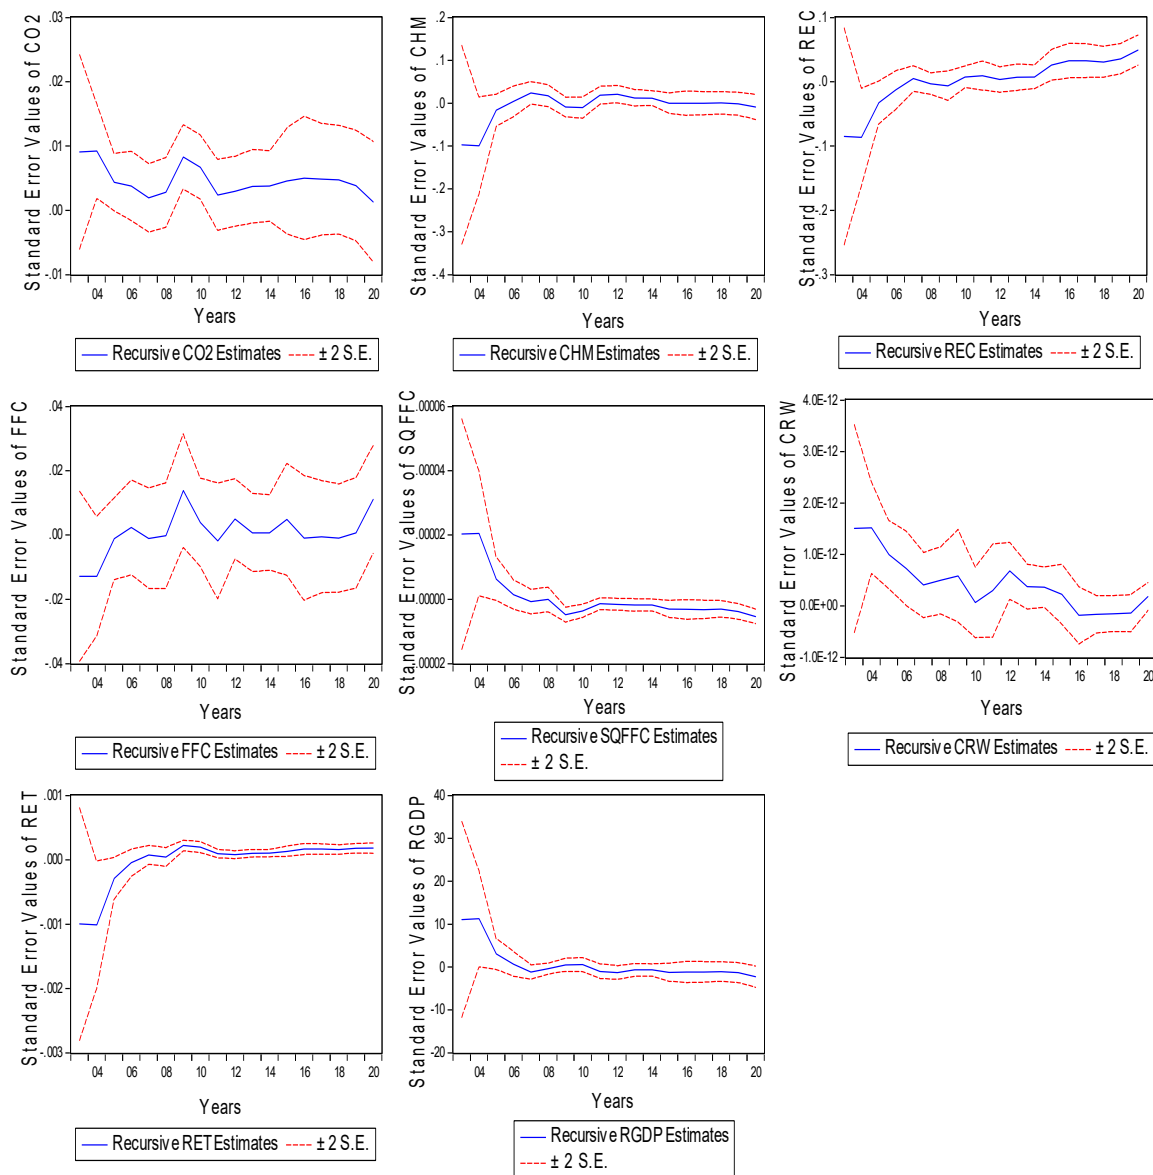 Standard Error Values of CO2
.03
.02
.01
.00
-.01
04 06 08 10 12 14 16 18 20
Years
Recursive CO2 Estimates ± 2 S.E.
Standard Error Values of CHM
.2
.1
.0
-.1
-.2
-.3
-.4
04 06 08 10 12 14 16 18 20
Years
Recursive CHM Estimates ± 2 S.E.
Standard Error Values of REC
.1
.0
-.1
-.2
-.3
04 06 08 10 12 14 16 18 20
Years
Recursive REC Estimates ± 2 S.E.
Standard Error Values of FFC
.04
.02
.00
-.02
-.04
04 06 08 10 12 14 16 18 20
Years
Recursive FFC Estimates ± 2 S.E.
Standard Error Values of SQFFC
.00006
.00004
.00002
.00000
.00002
04 06 08 10 12 14 16 18 20
Years
Recursive SQFFC Estimates
± 2 S.E.
Standard Error Values of CRW
4.0E-12
3.0E-12
2.0E-12
1.0E-12
0.0E+00
-1.0E-12
04 06 08 10 12 14 16 18 20
Years
Recursive CRW Estimates ± 2 S.E.
Standard Error Values of RET
.001
.000
-.001
-.002
-.003
04 06 08 10 12 14 16 18 20
Years
Recursive RET Estimates ± 2 S.E.
Standard Error Values of RGDP
40
30
20
10
0
-10
-20
04 06 08 10 12 14 16 18 20
Years
Recursive RGDP Estimates
± 2 S.E.